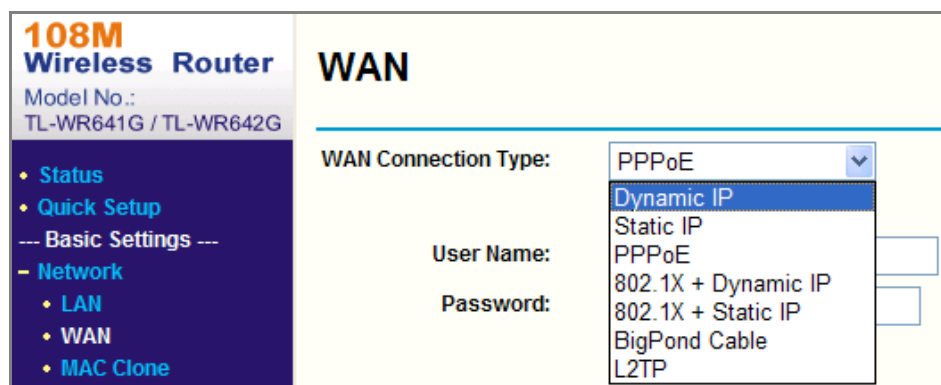 108M
Wireless Router
Model No.:
TL-WR641G / TL-WR642G
• Status
• Quick Setup
--- Basic Settings ---
– Network
• LAN
• WAN
• MAC Clone
WAN
WAN Connection Type:
PPPoE
Dynamic IP
Static IP
PPPoE
802.1X + Dynamic IP
802.1X + Static IP
BigPond Cable
L2TP
User Name:
Password: